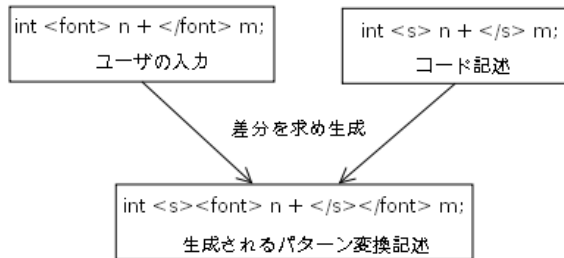 int <font> n + </font> m;
ユーザの入力
int <s> n + </s> m;
コード記述
差分を求め生成
int <s><font> n + </s></font> m;
生成されるパターン変換記述